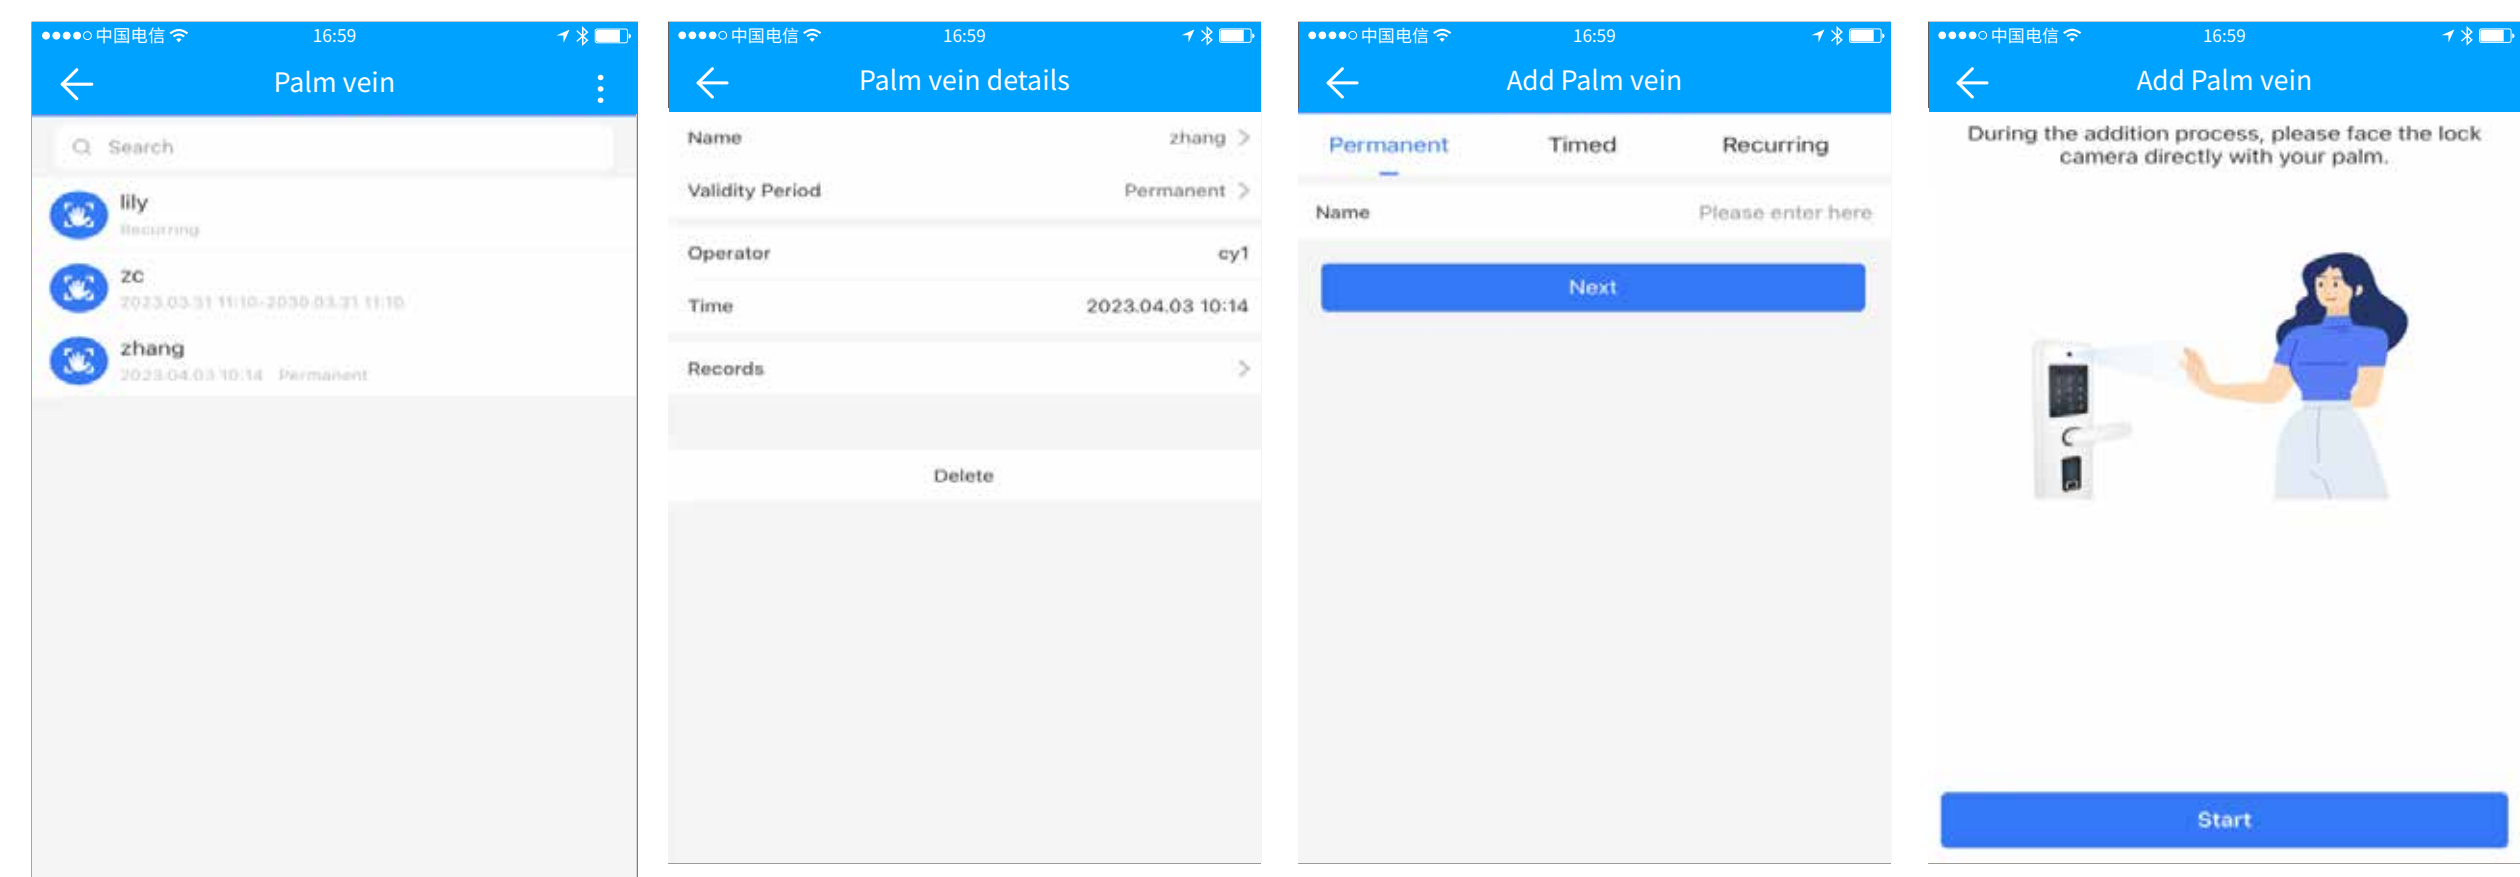 中国电信
16:59
Palm vein
Search
lily
Recurring
zc
2023.03.31 11:10-2030.03.31 11:10
zhang
2023.04.03 10:14 Permanent
中国电信
16:59
Palm vein details
Name zhang
Validity Period Permanent
Operator cy1
Time 2023.04.03 10:14
Records
Delete
中国电信
16:59
Add Palm vein
Permanent Timed Recurring
Name Please enter here
Next
中国电信
16:59
Add Palm vein
During the addition process, please face the lock
camera directly with your palm.
Start